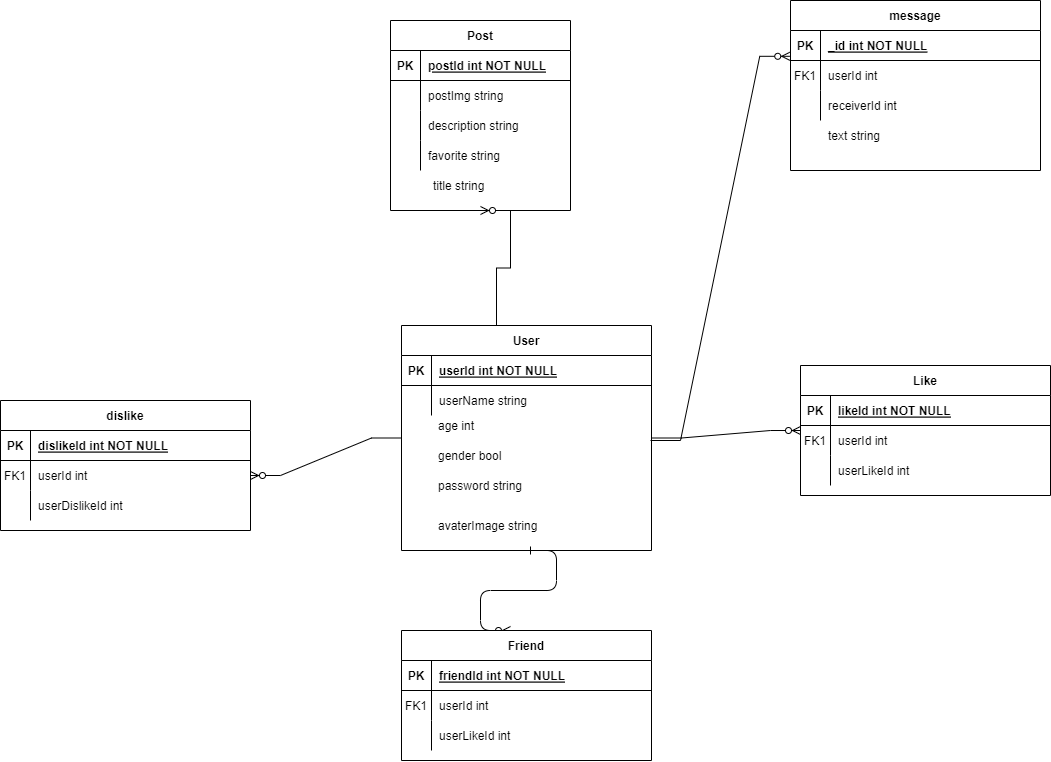 Post
PK postId int NOT NULL
postImg string
description string
favorite string
title string
message
PK _id int NOT NULL
FK1 userId int
receiverId int
text string
User
PK userId int NOT NULL
userName string
age int
gender bool
password string
avaterImage string
Like
PK likeId int NOT NULL
FK1 userId int
userLikeId int
dislike
PK dislikeId int NOT NULL
FK1 userId int
userDislikeId int
Friend
PK friendId int NOT NULL
FK1 userId int
userLikeId int